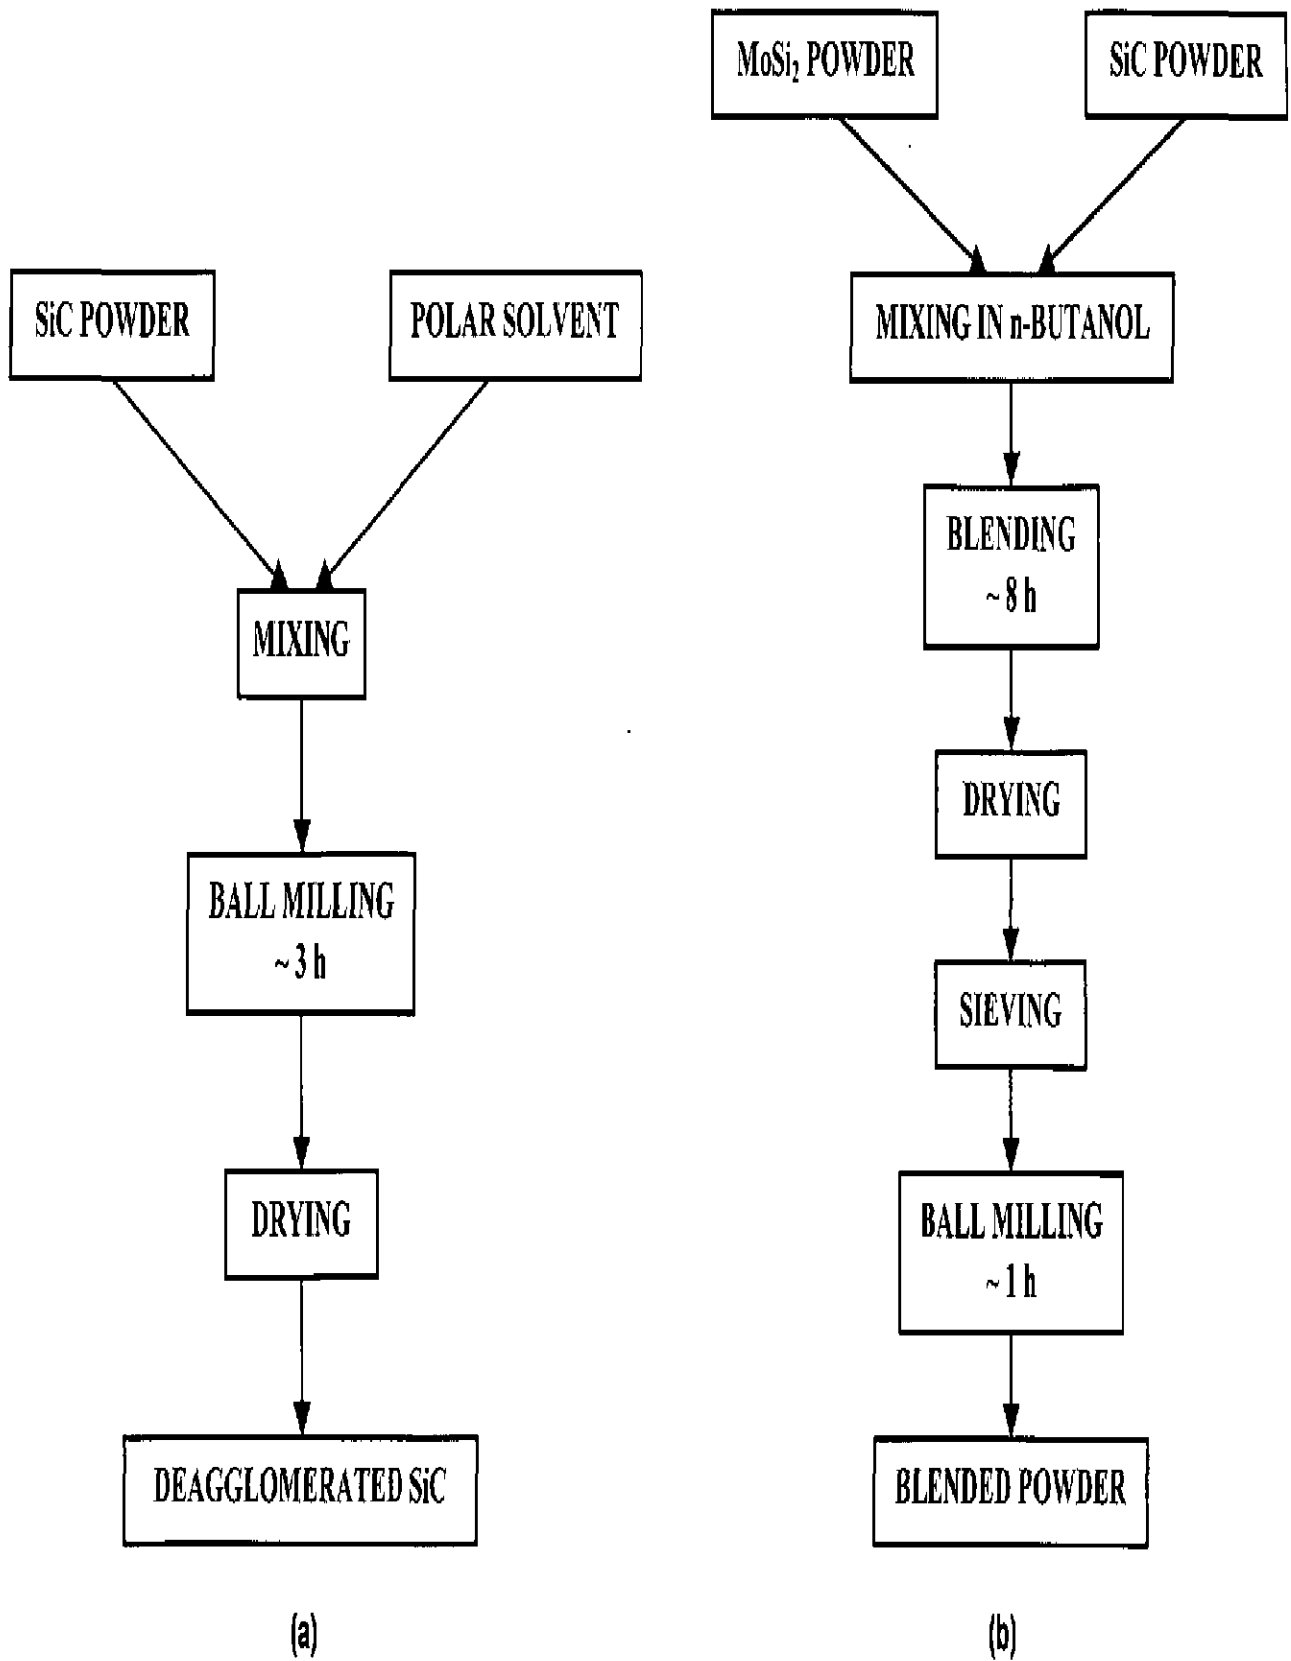 SiC POWDER
POLAR SOLVENT
MIXING
BALL MILLING
~ 3 h
DRYING
DEAGGLOMERATED SiC
(a)
MoSi₂ POWDER
SiC POWDER
MIXING IN n-BUTANOL
BLENDING
~ 8 h
DRYING
SIEVING
BALL MILLING
~ 1 h
BLENDED POWDER
(b)